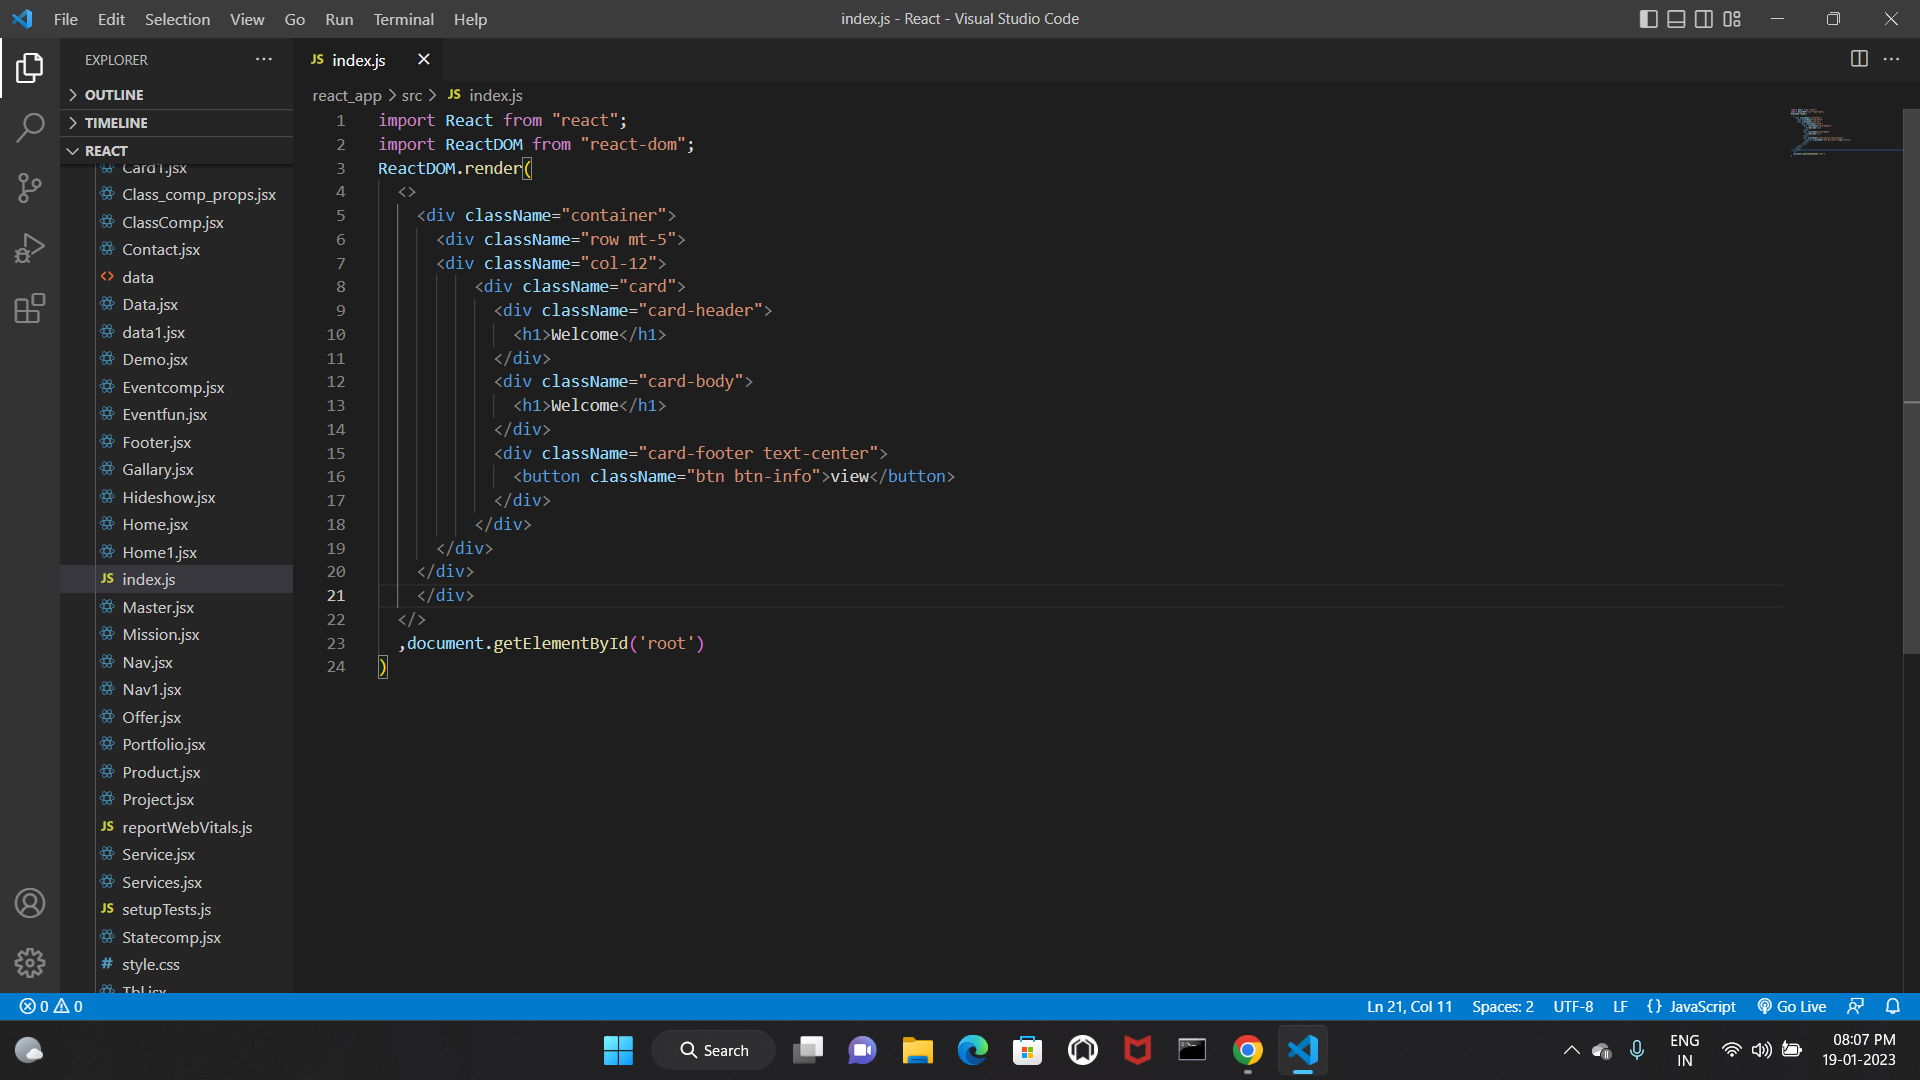 File Edit Selection View Go Run Terminal Help
index.js - React - Visual Studio Code
EXPLORER
OUTLINE
TIMELINE
REACT
Card1.jsx
Class_comp_props.jsx
ClassComp.jsx
Contact.jsx
data
Data.jsx
data1.jsx
Demo.jsx
Eventcomp.jsx
Eventfun.jsx
Footer.jsx
Gallary.jsx
Hideshow.jsx
Home.jsx
Home1.jsx
JS index.js
Master.jsx
Mission.jsx
Nav.jsx
Nav1.jsx
Offer.jsx
Portfolio.jsx
Product.jsx
Project.jsx
JS reportWebVitals.js
Service.jsx
Services.jsx
JS setupTests.js
Statecomp.jsx
# style.css
Tbl.jsx
JS index.js
react_app > src > JS index.js
1 import React from "react";
2 import ReactDOM from "react-dom";
3 ReactDOM.render(
4 <>
5 <div className="container">
6 <div className="row mt-5">
7 <div className="col-12">
8 <div className="card">
9 <div className="card-header">
10 <h1>Welcome</h1>
11 </div>
12 <div className="card-body">
13 <h1>Welcome</h1>
14 </div>
15 <div className="card-footer text-center">
16 <button className="btn btn-info">view</button>
17 </div>
18 </div>
19 </div>
20 </div>
21 </div>
22 </>
23 ,document.getElementById('root')
24 )
0 0
Ln 21, Col 11 Spaces: 2 UTF-8 LF {} JavaScript Go Live
Search
ENG
IN
08:07 PM
19-01-2023